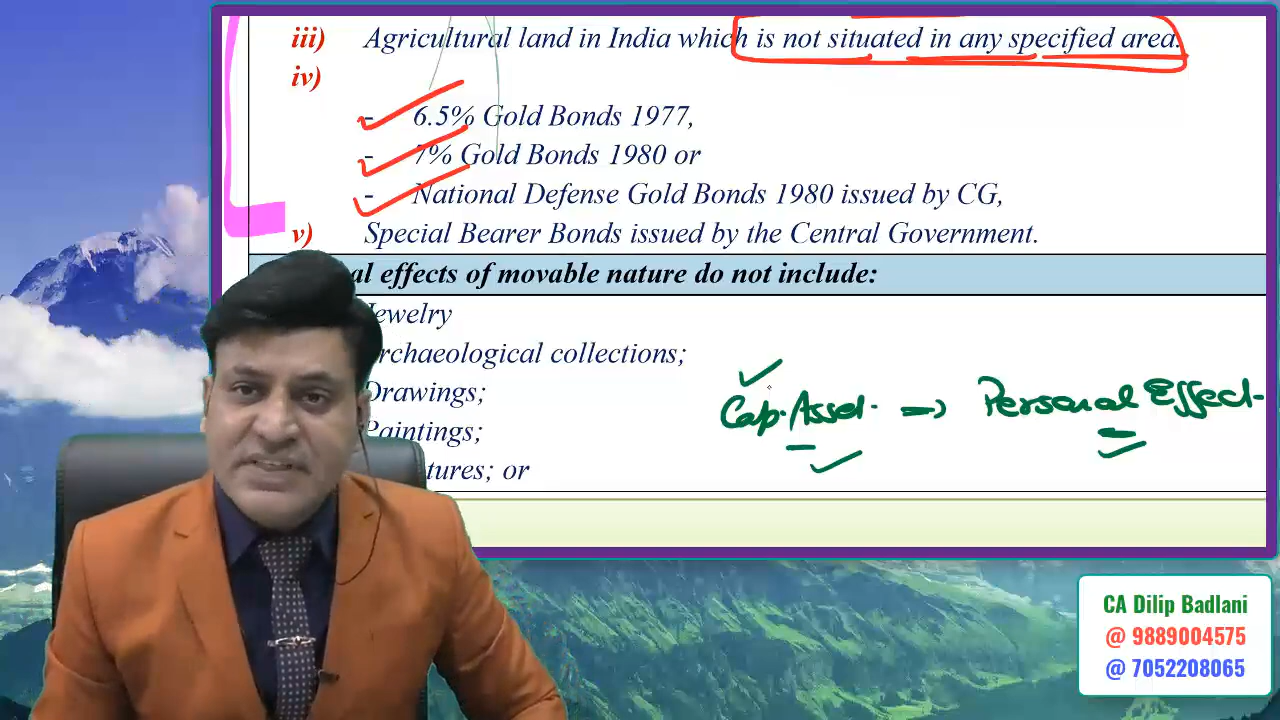 iii) Agricultural land in India which is not situated in any specified area.
iv)
- 6.5% Gold Bonds 1977,
- 7% Gold Bonds 1980 or
- National Defense Gold Bonds 1980 issued by CG,
v) Special Bearer Bonds issued by the Central Government.
al effects of movable nature do not include:
Jewelry
Archaeological collections;
Drawings;
Paintings;
tures; or
Cap. Asset. → Personal Effect.
CA Dilip Badlani
@ 9889004575
@ 7052208065